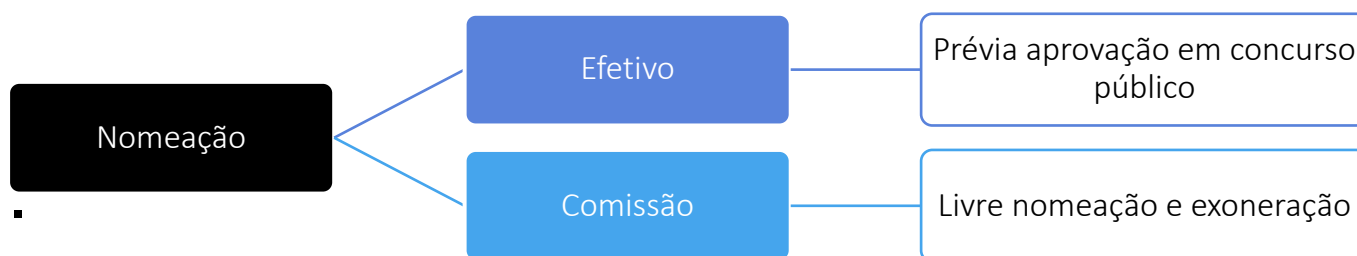 Nomeação
Efetivo
Prévia aprovação em concurso
público
Comissão
Livre nomeação e exoneração